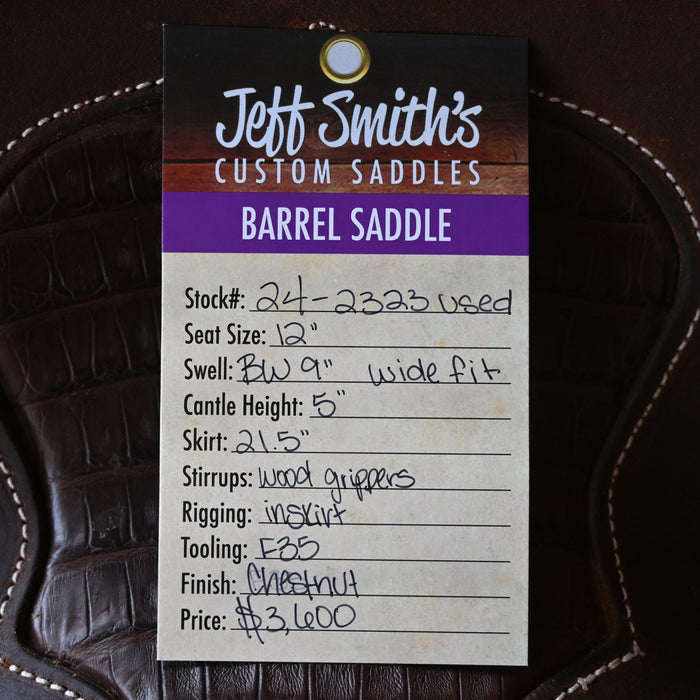 Jeff Smith's
CUSTOM SADDLES
BARREL SADDLE
Stock#: 24-2323 used
Seat Size: 12"
Swell: BW 9" wide fit
Cantle Height: 5"
Skirt: 21.5"
Stirrups: wood grippers
Rigging: inskirt
Tooling: F35
Finish: Chestnut
Price: $3,600